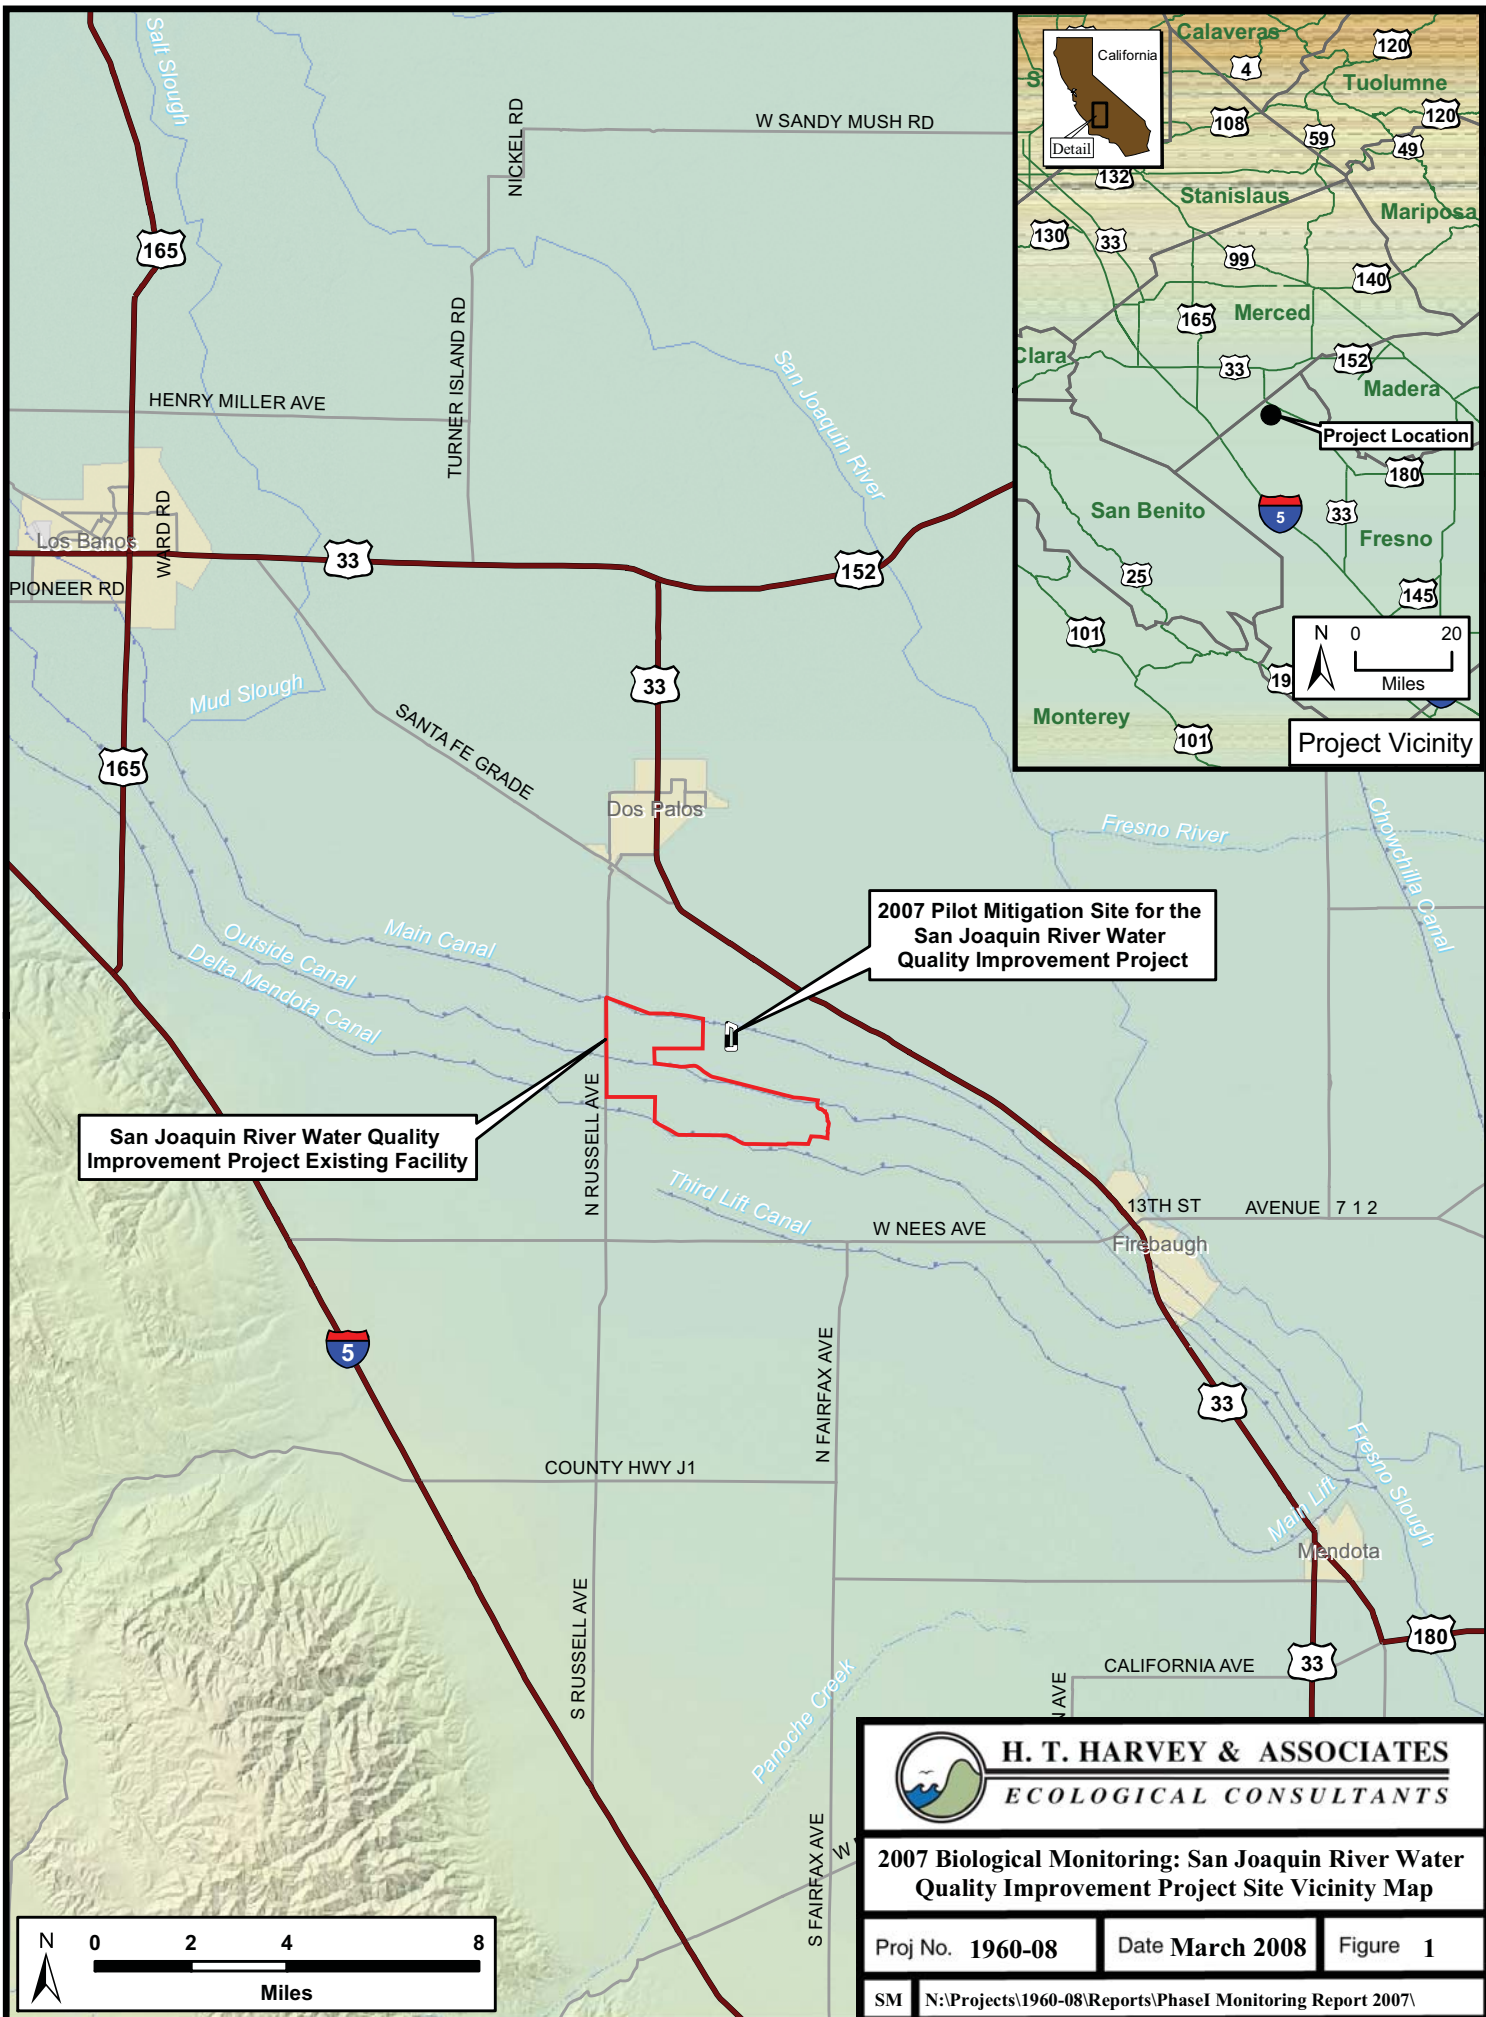 Salt Slough
165
NICKEL RD
W SANDY MUSH RD
TURNER ISLAND RD
San Joaquin River
HENRY MILLER AVE
Los Banos
WARD RD
PIONEER RD
33
152
33
Mud Slough
SANTA FE GRADE
165
Dos Palos
Fresno River
Chowchilla Canal
Main Canal
Outside Canal
Delta Mendota Canal
2007 Pilot Mitigation Site for the
San Joaquin River Water
Quality Improvement Project
San Joaquin River Water Quality
Improvement Project Existing Facility
N RUSSELL AVE
Third Lift Canal
W NEES AVE
13TH ST
AVENUE 7 1 2
Firebaugh
5
N FAIRFAX AVE
33
COUNTY HWY J1
Fresno Slough
Main Lift
Mendota
S RUSSELL AVE
180
33
CALIFORNIA AVE
N AVE
Panoche Creek
S FAIRFAX AVE
W
California
Detail
Calaveras
120
4
Tuolumne
S
108
59
120
49
132
Stanislaus
Mariposa
130
33
99
140
165
Merced
Clara
33
152
Madera
Project Location
180
San Benito
5
33
Fresno
25
145
101
N
0
20
Miles
19
Monterey
101
Project Vicinity
N
0
2
4
8
Miles
H. T. HARVEY & ASSOCIATES
ECOLOGICAL CONSULTANTS
2007 Biological Monitoring: San Joaquin River Water
Quality Improvement Project Site Vicinity Map
Proj No. 1960-08
Date March 2008
Figure 1
SM
N:\Projects\1960-08\Reports\PhaseI Monitoring Report 2007\